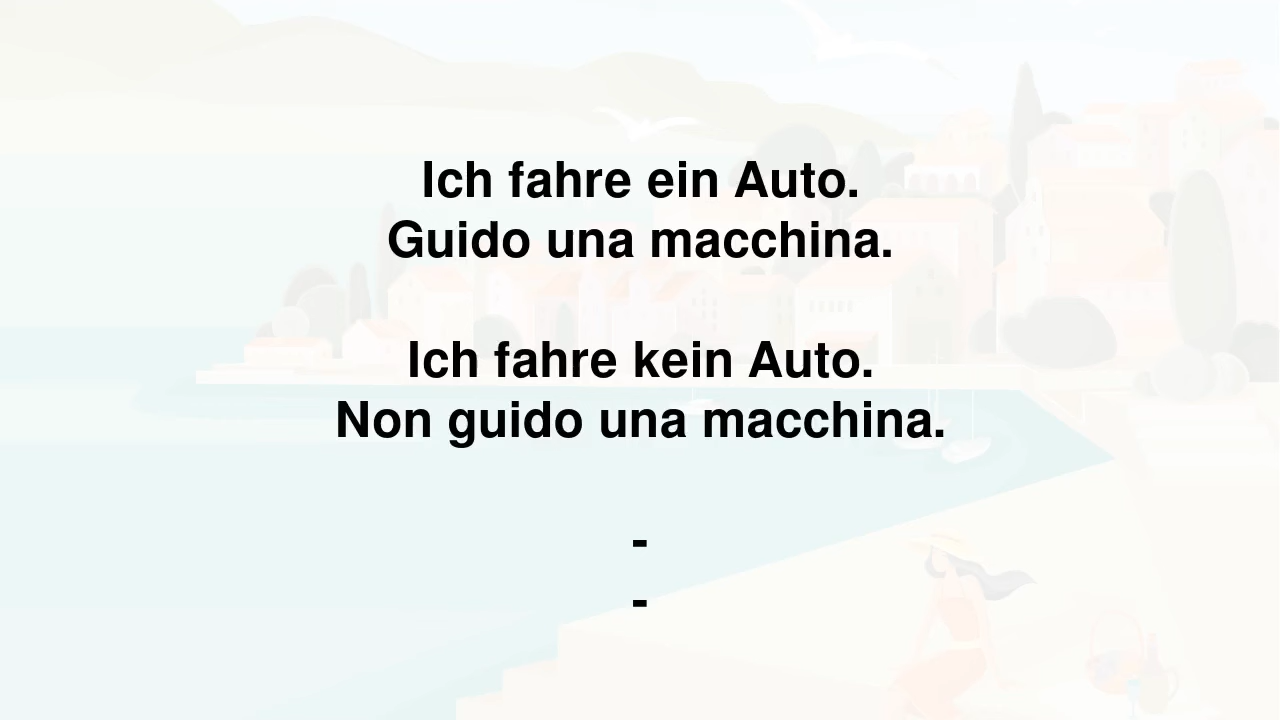 Ich fahre ein Auto.
Guido una macchina.
Ich fahre kein Auto.
Non guido una macchina.
-
-